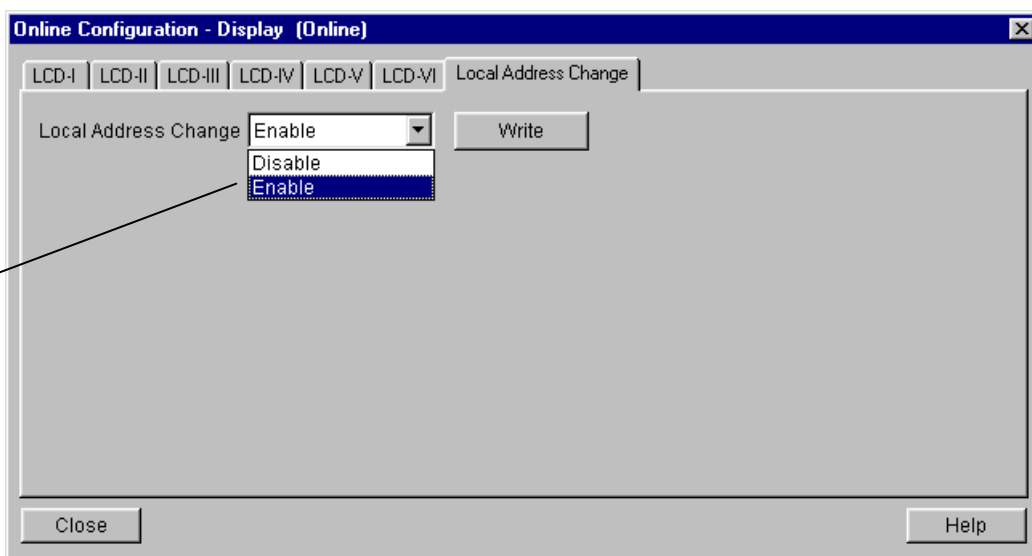 Online Configuration - Display (Online)
LCD-I LCD-II LCD-III LCD-IV LCD-V LCD-VI Local Address Change
Local Address Change Enable Write
Disable
Enable
Close Help